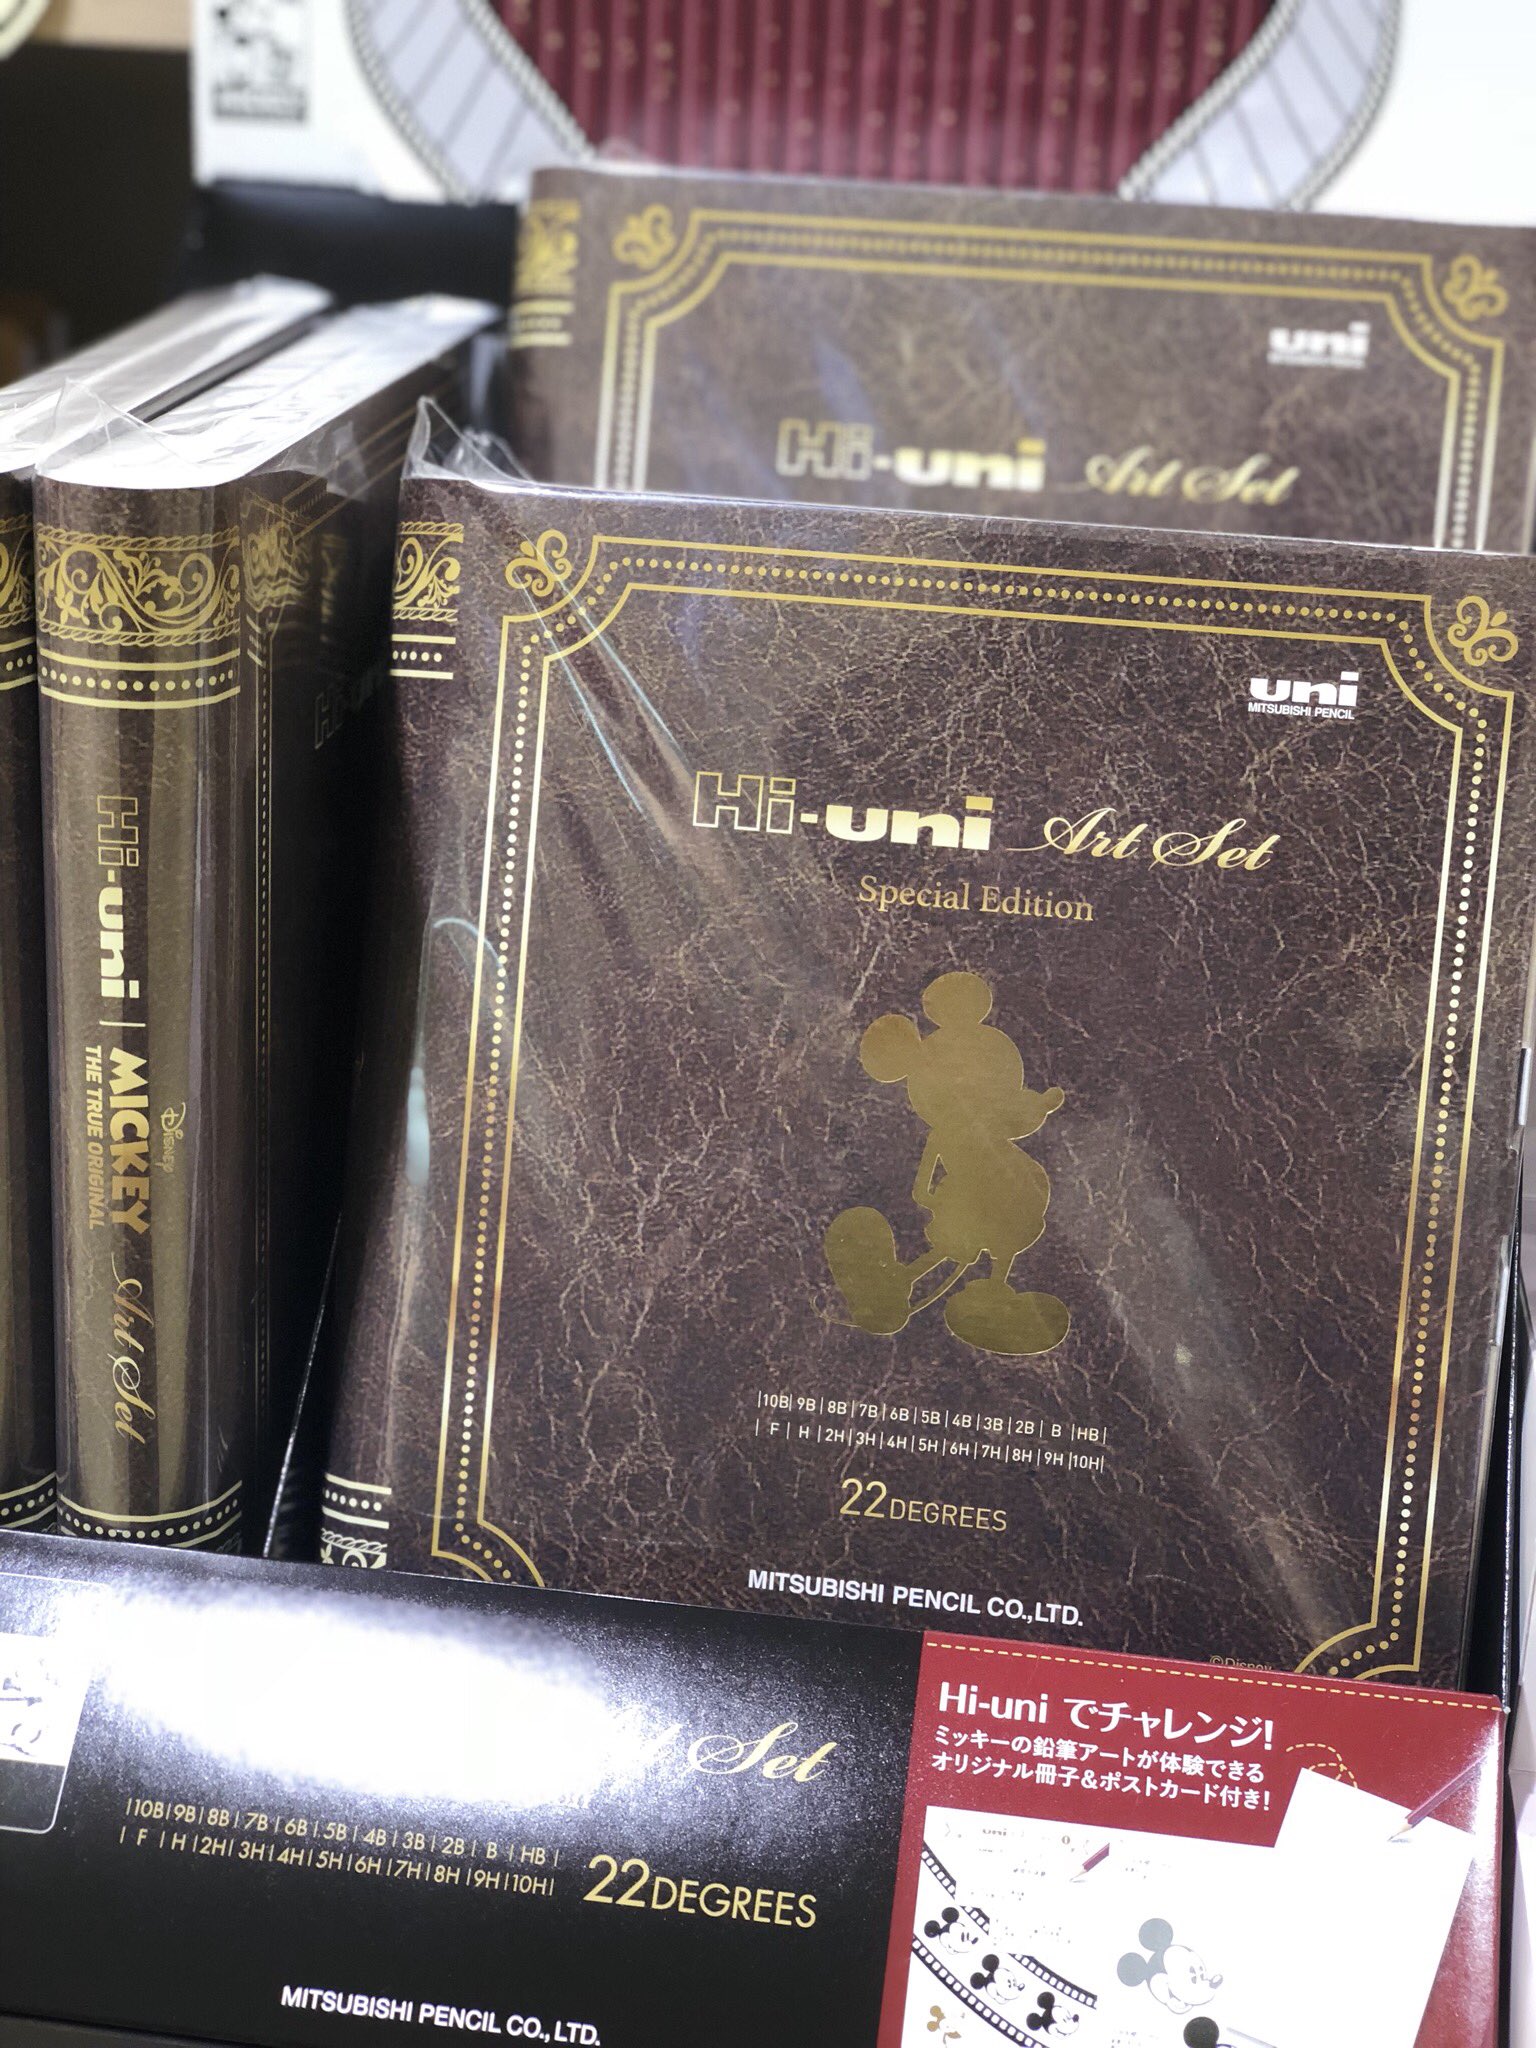 uni
Hi-uni Art Set
uni
MITSUBISHI PENCIL
Hi-uni Art Set
Special Edition
|10B|9B|8B|7B|6B|5B|4B|3B|2B|B|HB|
|F|H|2H|3H|4H|5H|6H|7H|8H|9H|10H|
22DEGREES
MITSUBISHI PENCIL CO.,LTD.
©Disney
Hi-uni | MICKEY Art Set
Disney
THE TRUE ORIGINAL
Set
|10B|9B|8B|7B|6B|5B|4B|3B|2B|B|HB|
|F|H|2H|3H|4H|5H|6H|7H|8H|9H|10H|
22DEGREES
MITSUBISHI PENCIL CO., LTD.
Hi-uni でチャレンジ!
ミッキーの鉛筆アートが体験できる
オリジナル冊子&ポストカード付き!